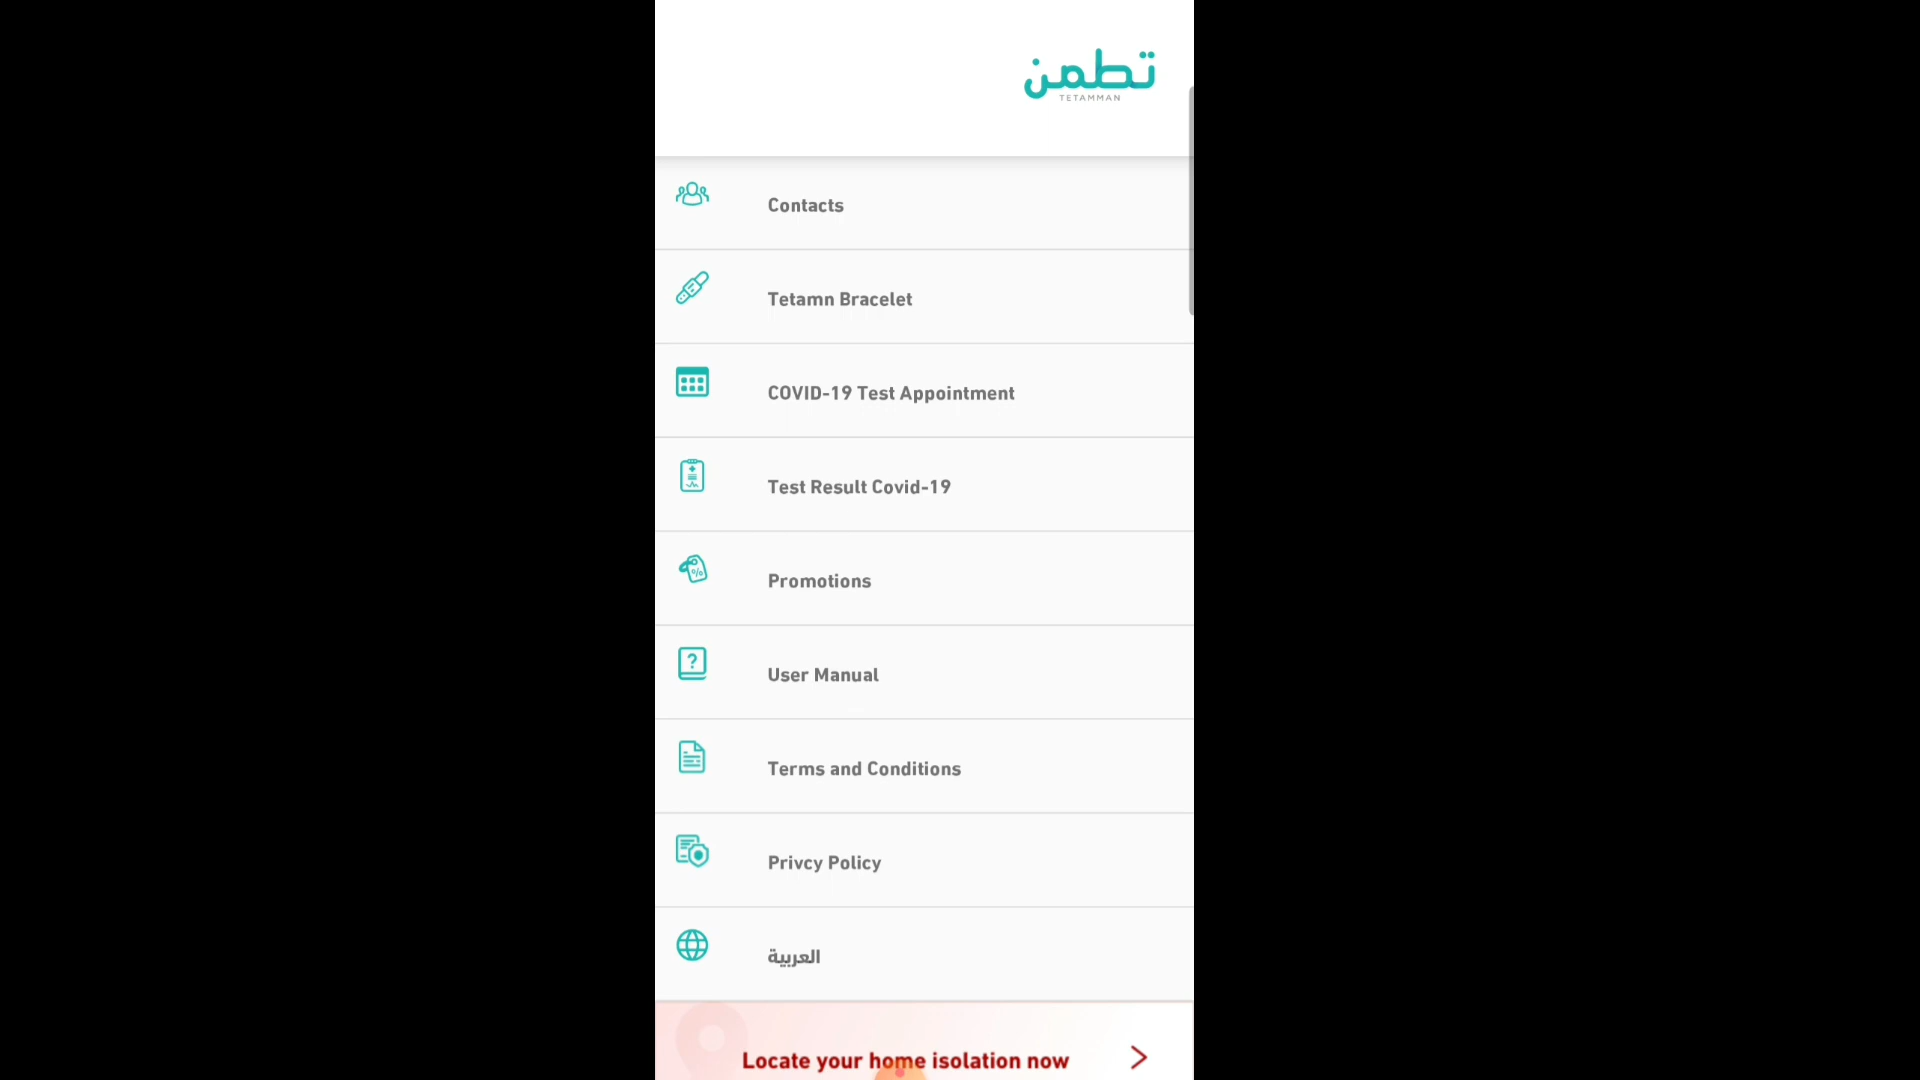 تطمن
TETAMMAN
Contacts
Tetamn Bracelet
COVID-19 Test Appointment
Test Result Covid-19
Promotions
User Manual
Terms and Conditions
Privcy Policy
العربية
Locate your home isolation now